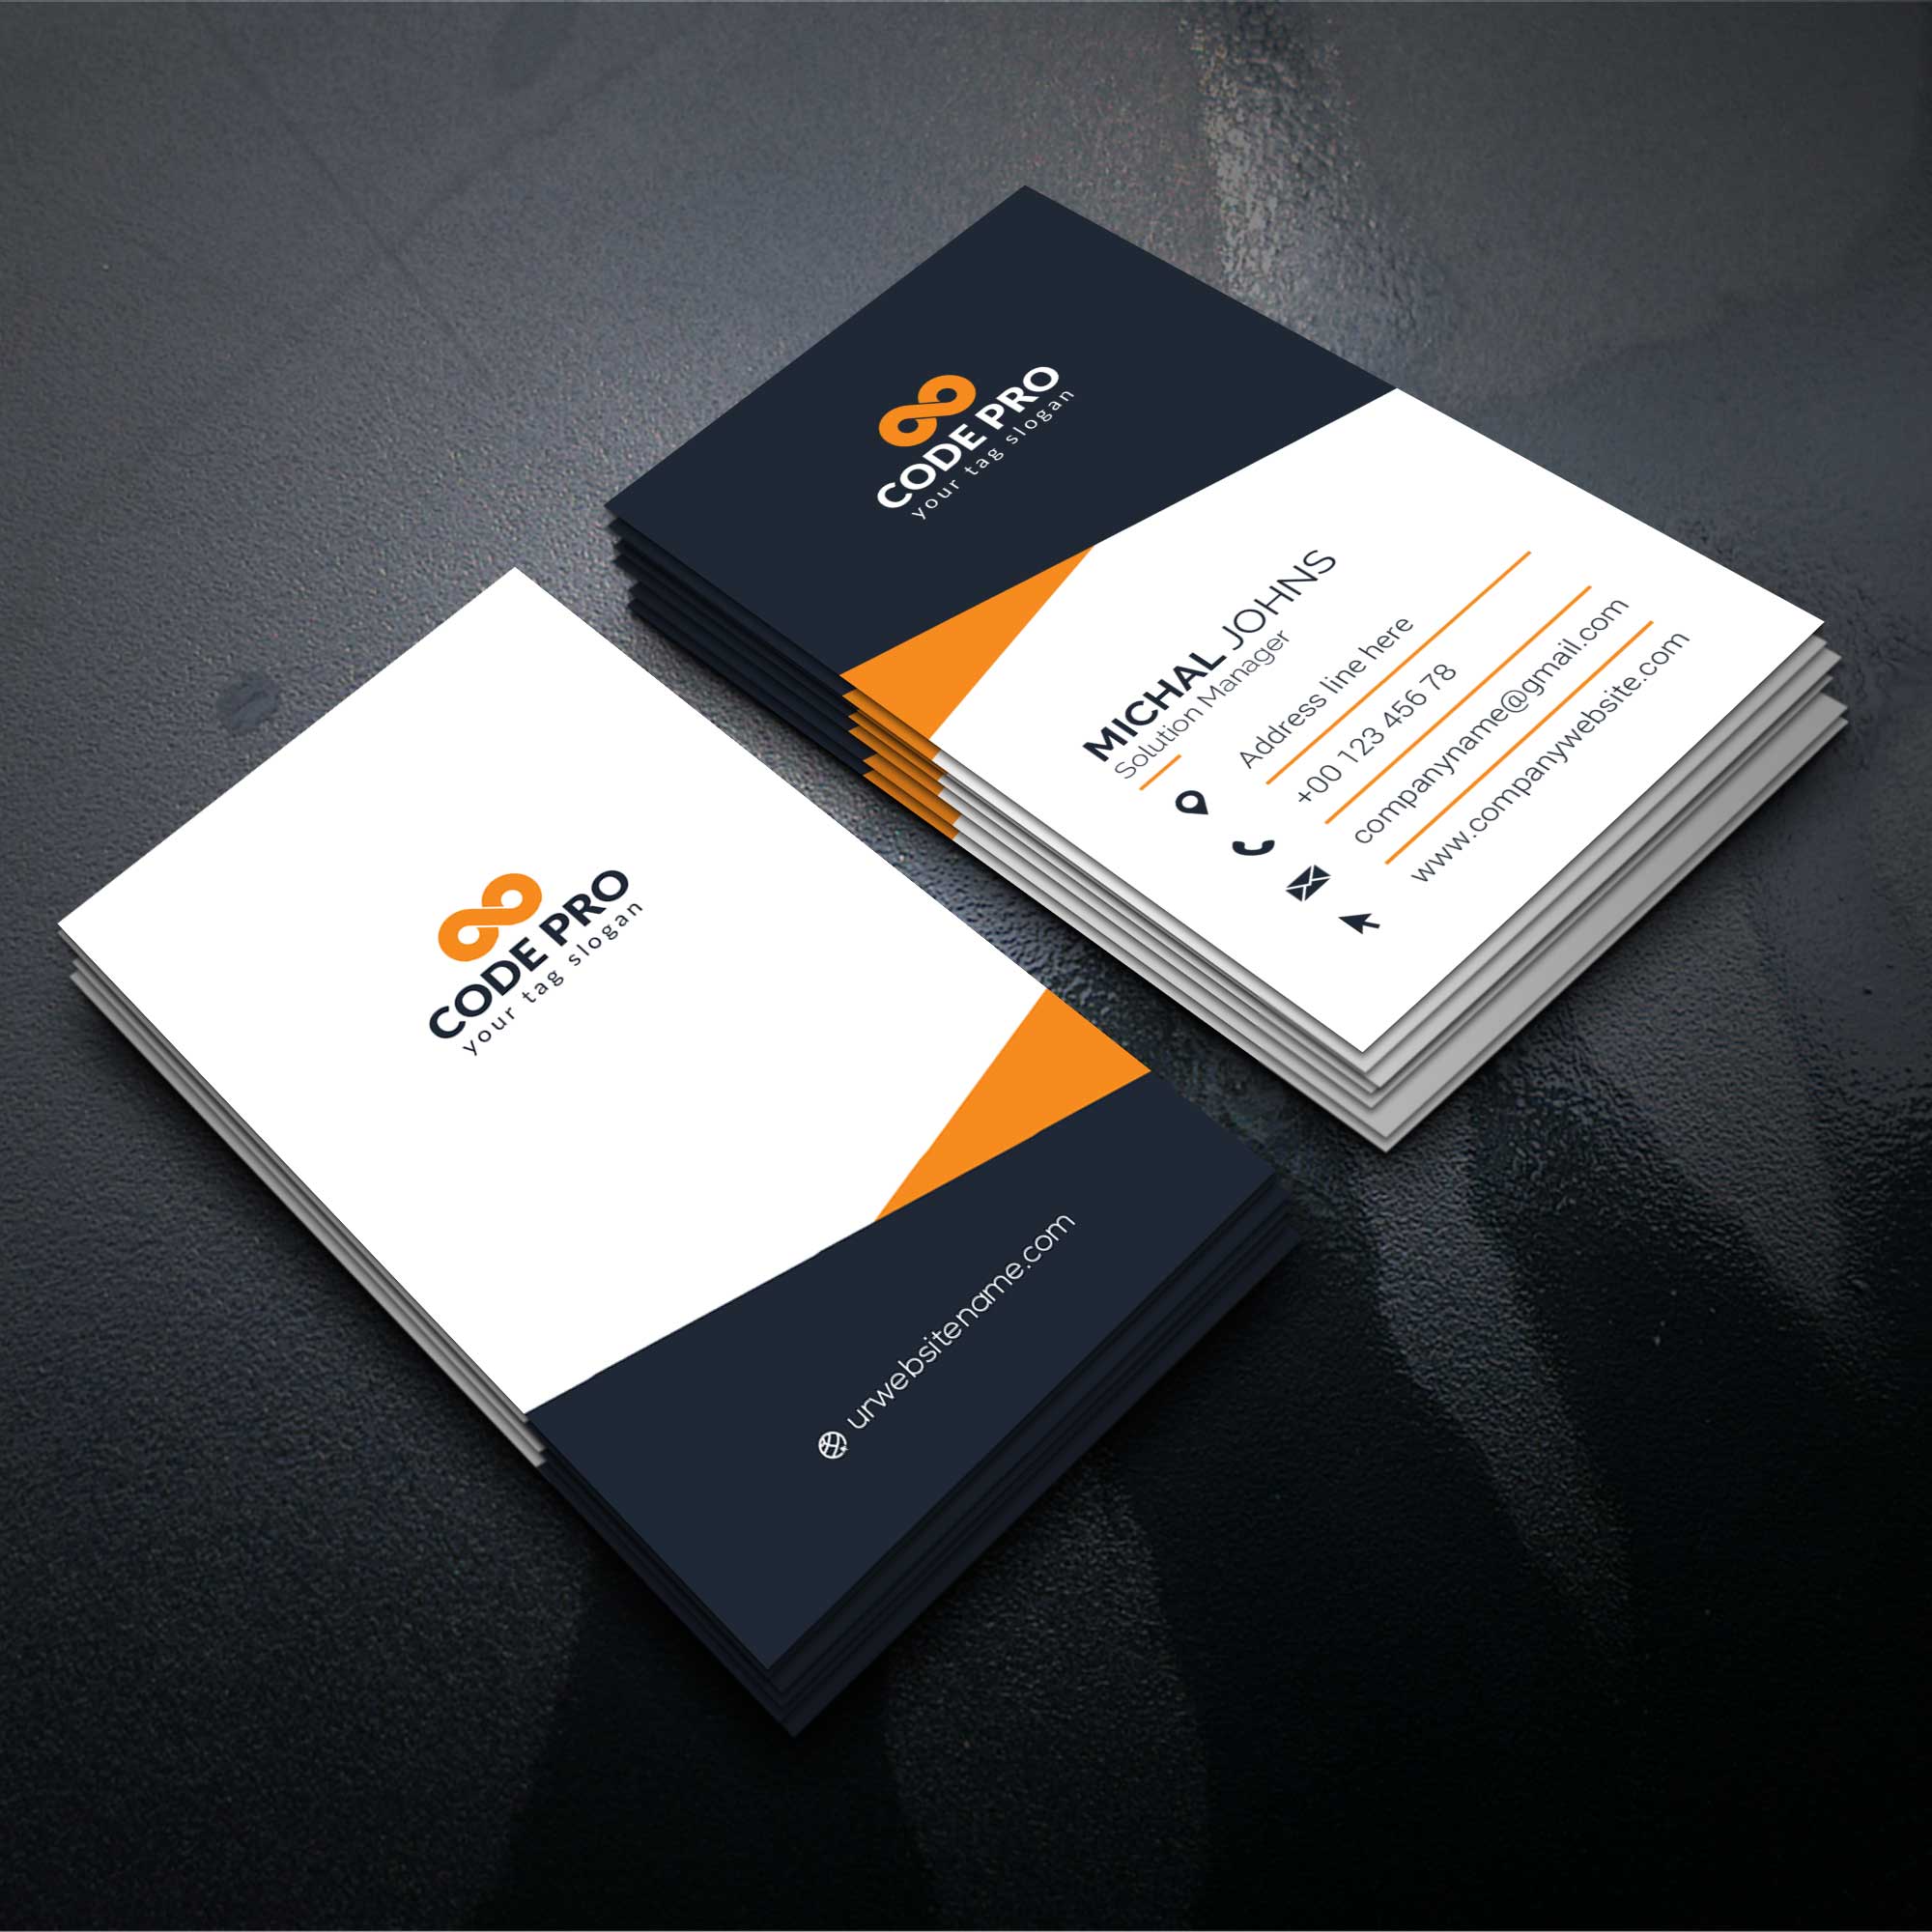 CODE PRO
your tag slogan
MICHAL JOHNS
Solution Manager
Address line here
+00 123 456 78
companyname@gmail.com
www.companywebsite.com
CODE PRO
your tag slogan
urwebsitename.com